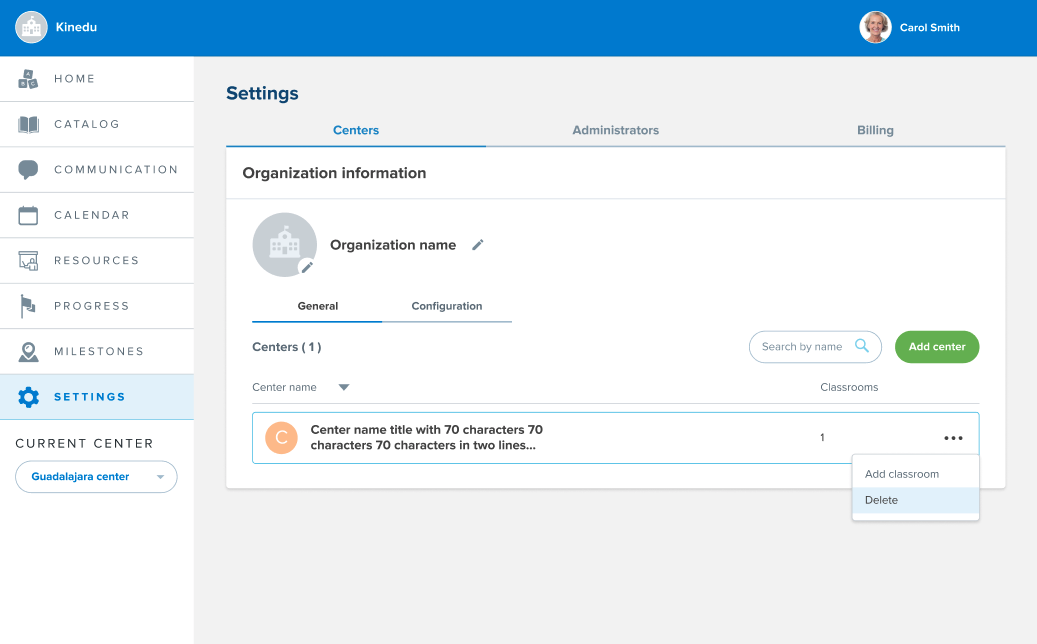 Kinedu
Carol Smith
HOME
CATALOG
COMMUNICATION
CALENDAR
RESOURCES
PROGRESS
MILESTONES
SETTINGS
CURRENT CENTER
Guadalajara center
Settings
Centers
Administrators
Billing
Organization information
Organization name
General
Configuration
Centers ( 1 )
Search by name
Add center
Center name
Classrooms
C
Center name title with 70 characters 70
characters 70 characters in two lines...
1
Add classroom
Delete